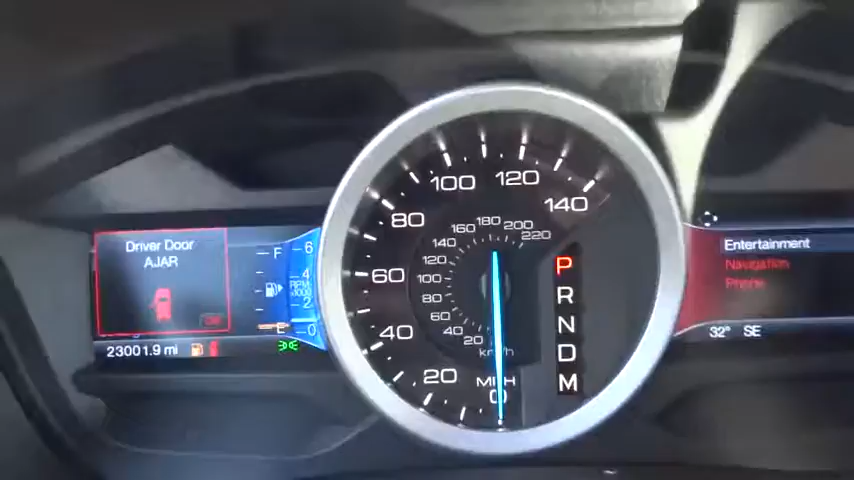 Driver Door
AJAR
OK
23001.9 mi
F
E
6
4
RPM
x1000
2
0
0
20
40
60
80
100
120
140
20
40
60
80
100
120
140
160
180
200
220
km/h
MPH
P
R
N
D
M
Entertainment
Navigation
Phone
32° SE